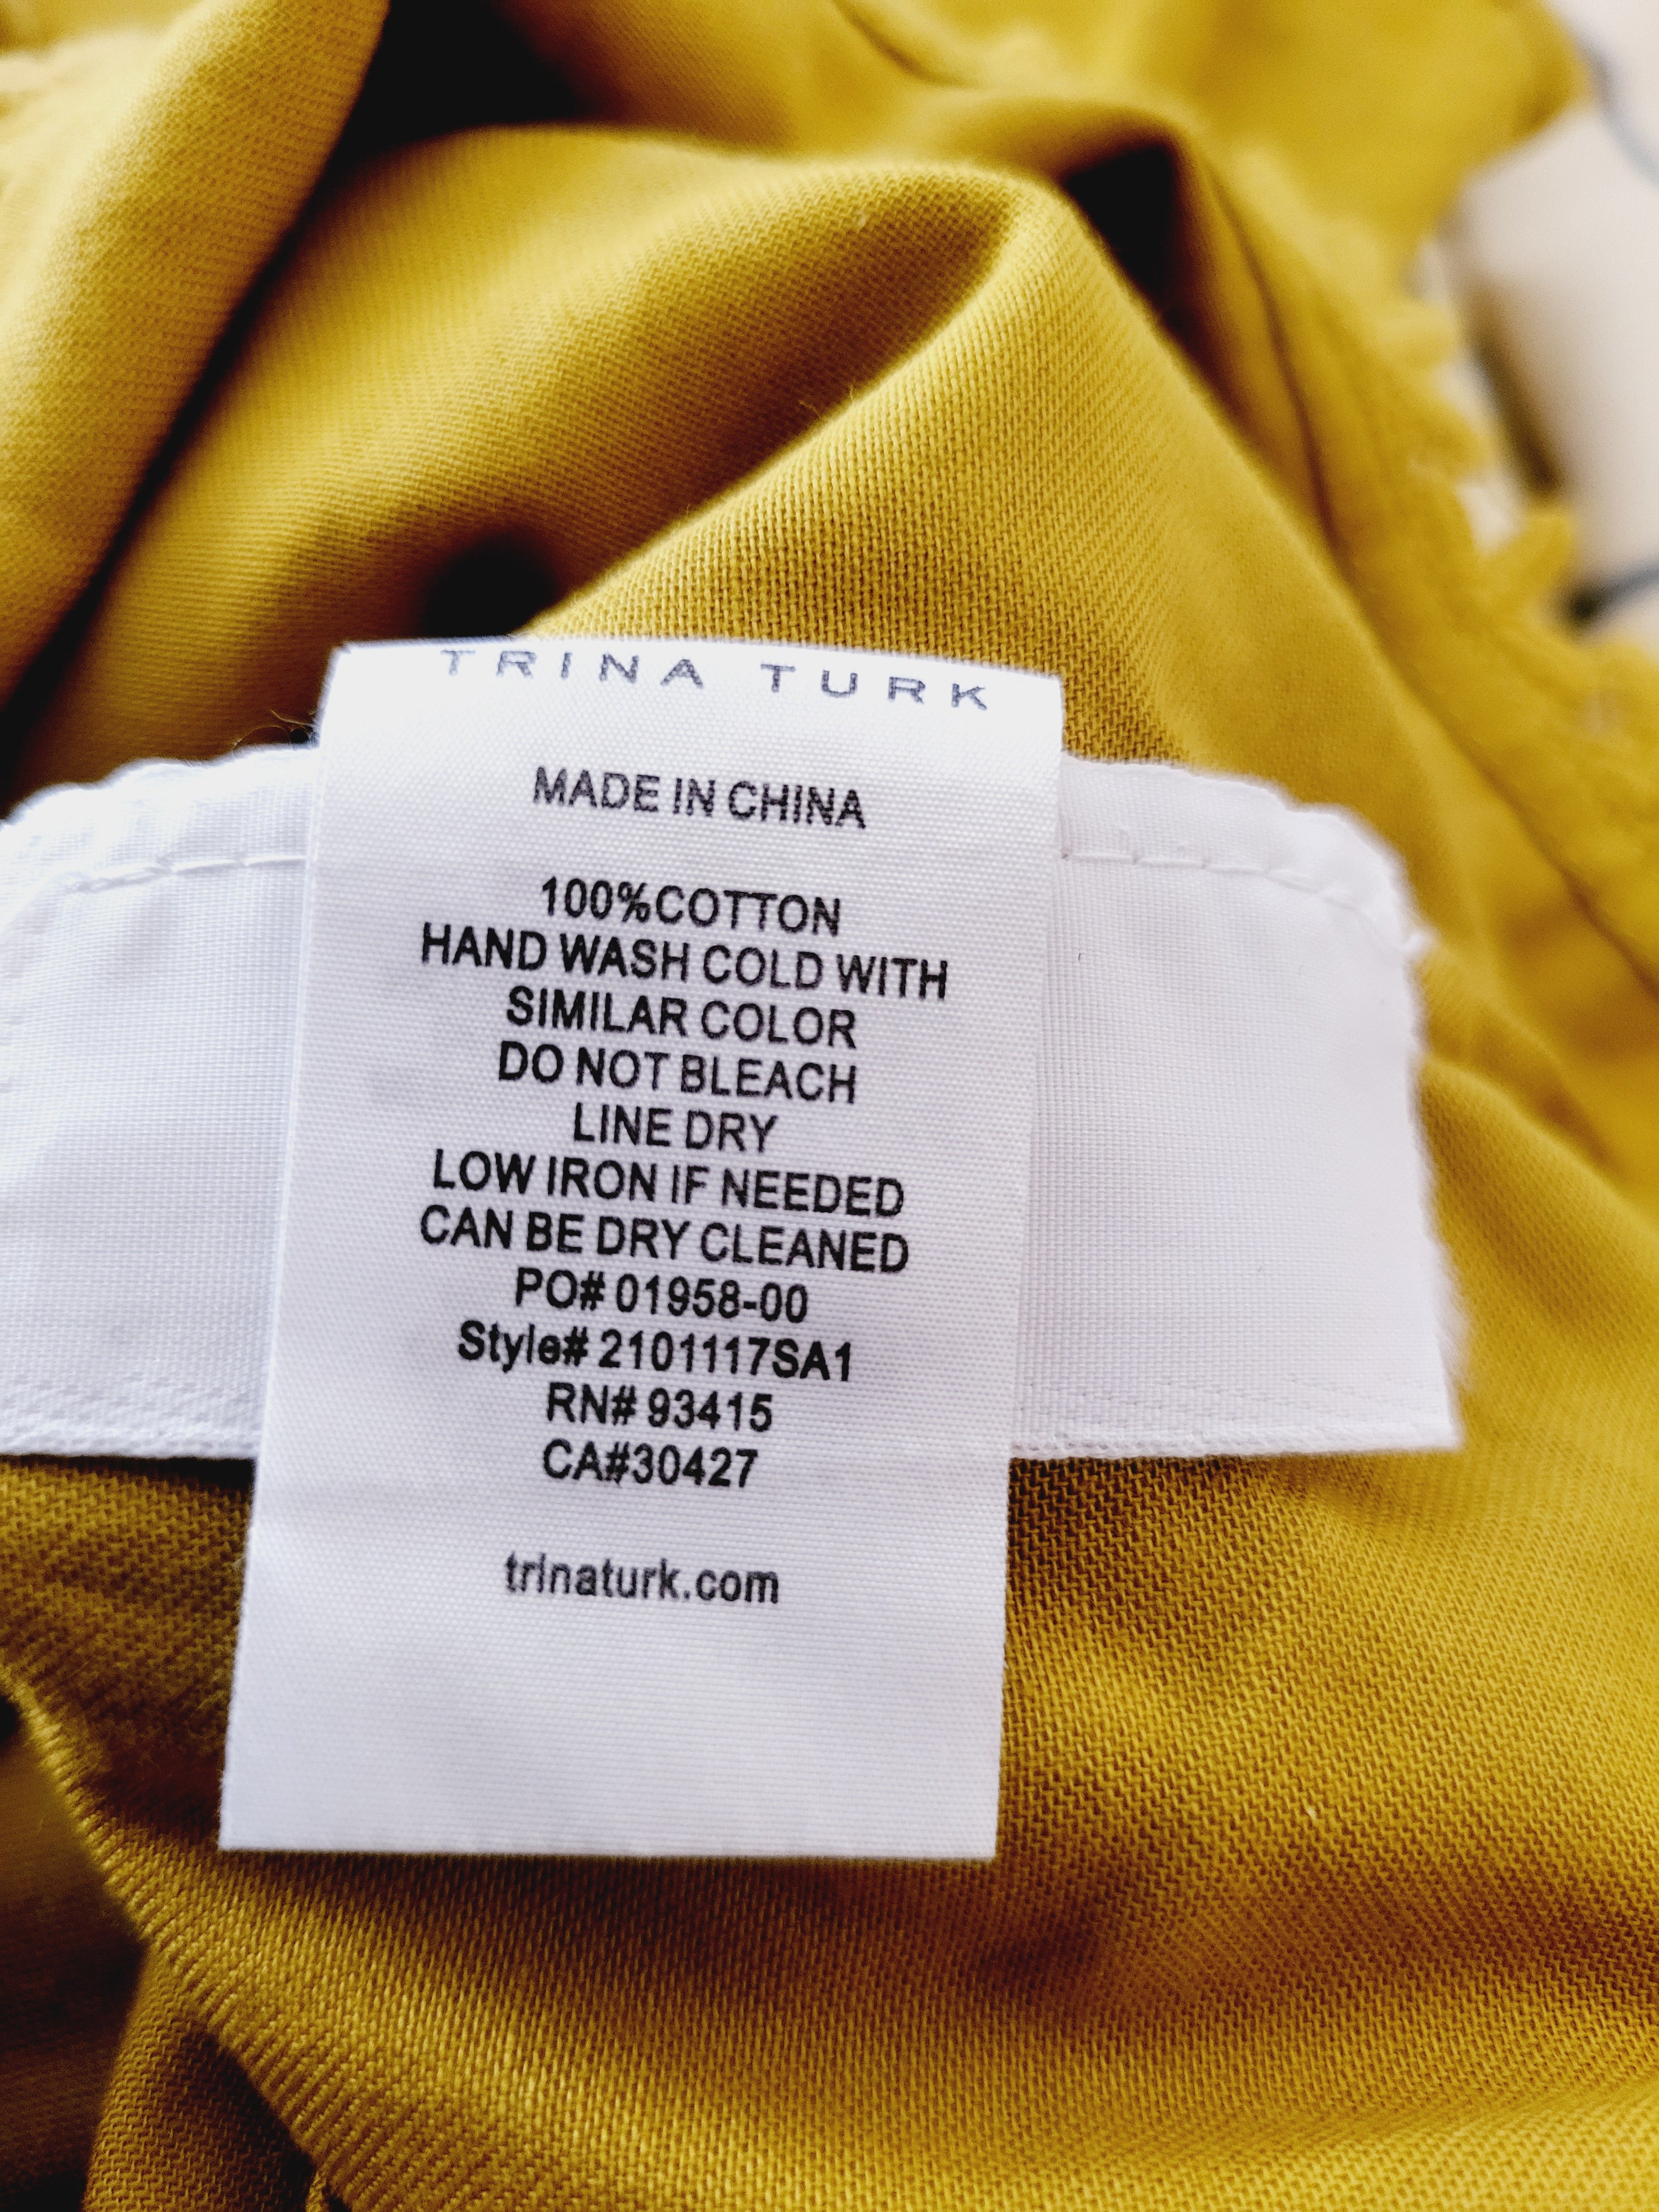 TRINA TURK
MADE IN CHINA
100%COTTON
HAND WASH COLD WITH
SIMILAR COLOR
DO NOT BLEACH
LINE DRY
LOW IRON IF NEEDED
CAN BE DRY CLEANED
PO# 01958-00
Style# 2101117SA1
RN# 93415
CA#30427
trinaturk.com